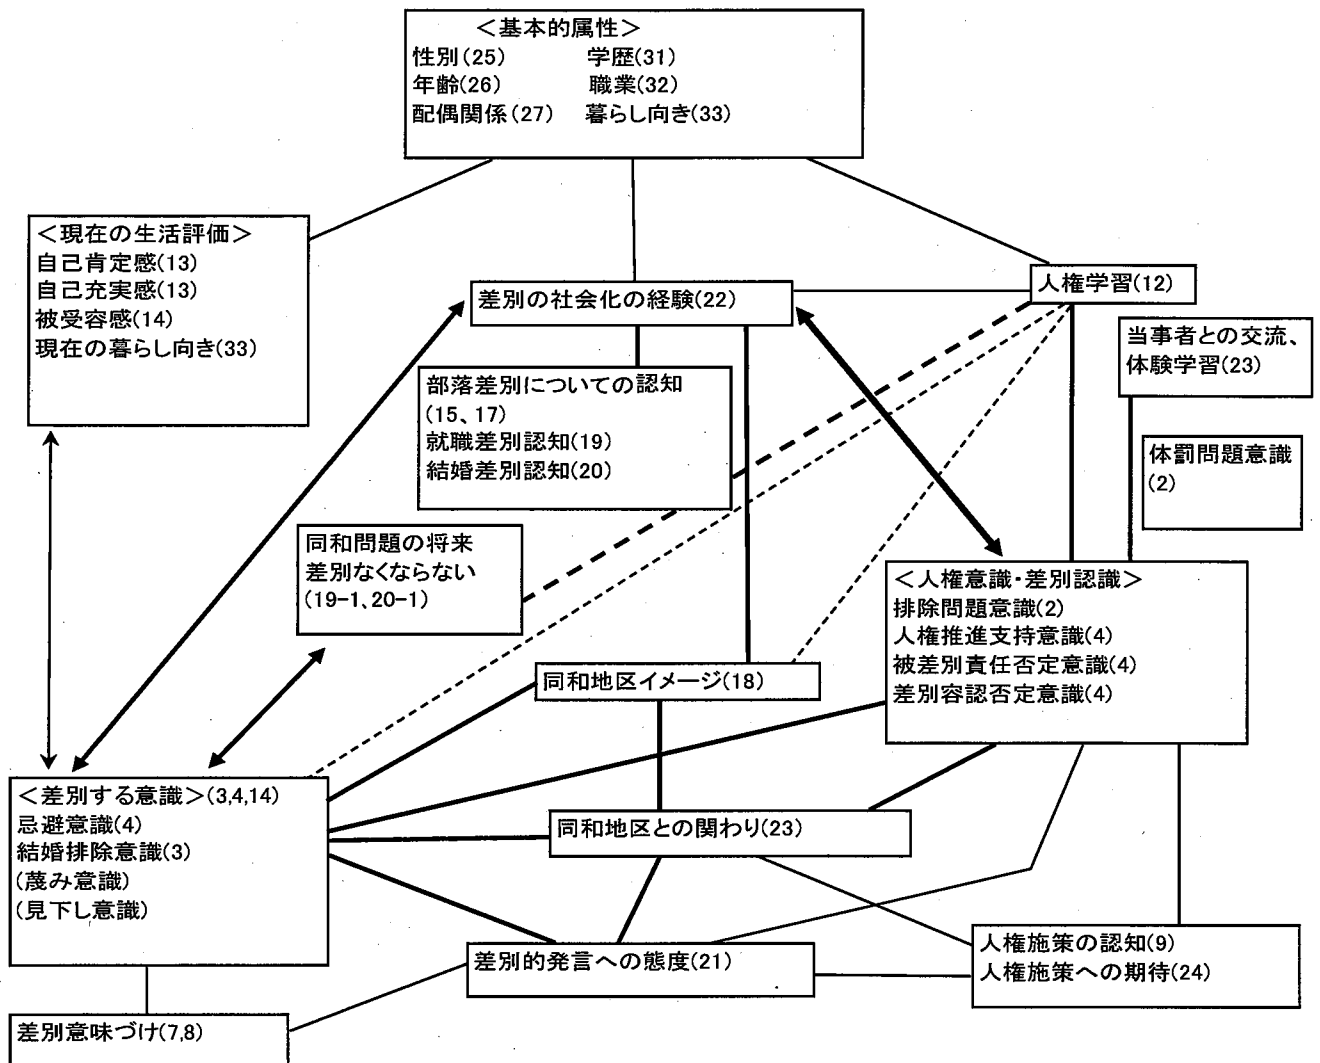 ＜基本的属性＞
性別(25) 学歴(31)
年齢(26) 職業(32)
配偶関係(27) 暮らし向き(33)
＜現在の生活評価＞
自己肯定感(13)
自己充実感(13)
被受容感(14)
現在の暮らし向き(33)
差別の社会化の経験(22)
人権学習(12)
当事者との交流、
体験学習(23)
部落差別についての認知
(15、17)
就職差別認知(19)
結婚差別認知(20)
体罰問題意識
(2)
同和問題の将来
差別なくならない
(19-1、20-1)
＜人権意識・差別認識＞
排除問題意識(2)
人権推進支持意識(4)
被差別責任否定意識(4)
差別容認否定意識(4)
同和地区イメージ(18)
＜差別する意識＞(3,4,14)
忌避意識(4)
結婚排除意識(3)
(蔑み意識)
(見下し意識)
同和地区との関わり(23)
差別的発言への態度(21)
人権施策の認知(9)
人権施策への期待(24)
差別意味づけ(7,8)